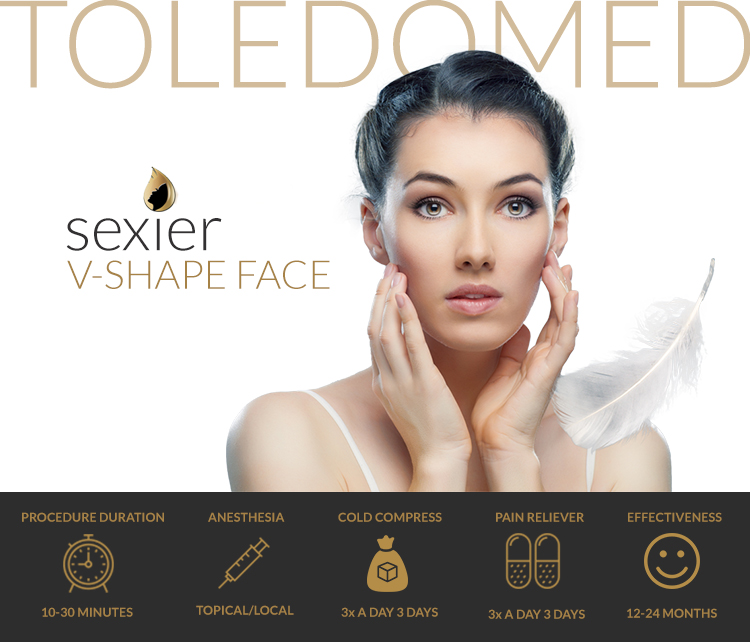 TOLEDOMED
sexier
V-SHAPE FACE
PROCEDURE DURATION
10-30 MINUTES
ANESTHESIA
TOPICAL/LOCAL
COLD COMPRESS
3x A DAY 3 DAYS
PAIN RELIEVER
3x A DAY 3 DAYS
EFFECTIVENESS
12-24 MONTHS